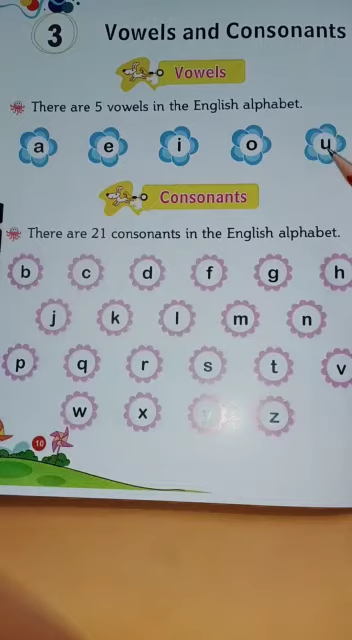 3 Vowels and Consonants
Vowels
There are 5 vowels in the English alphabet.
a e i o u
Consonants
There are 21 consonants in the English alphabet.
b c d f g h
j k l m n
p q r s t v
w x y z
10